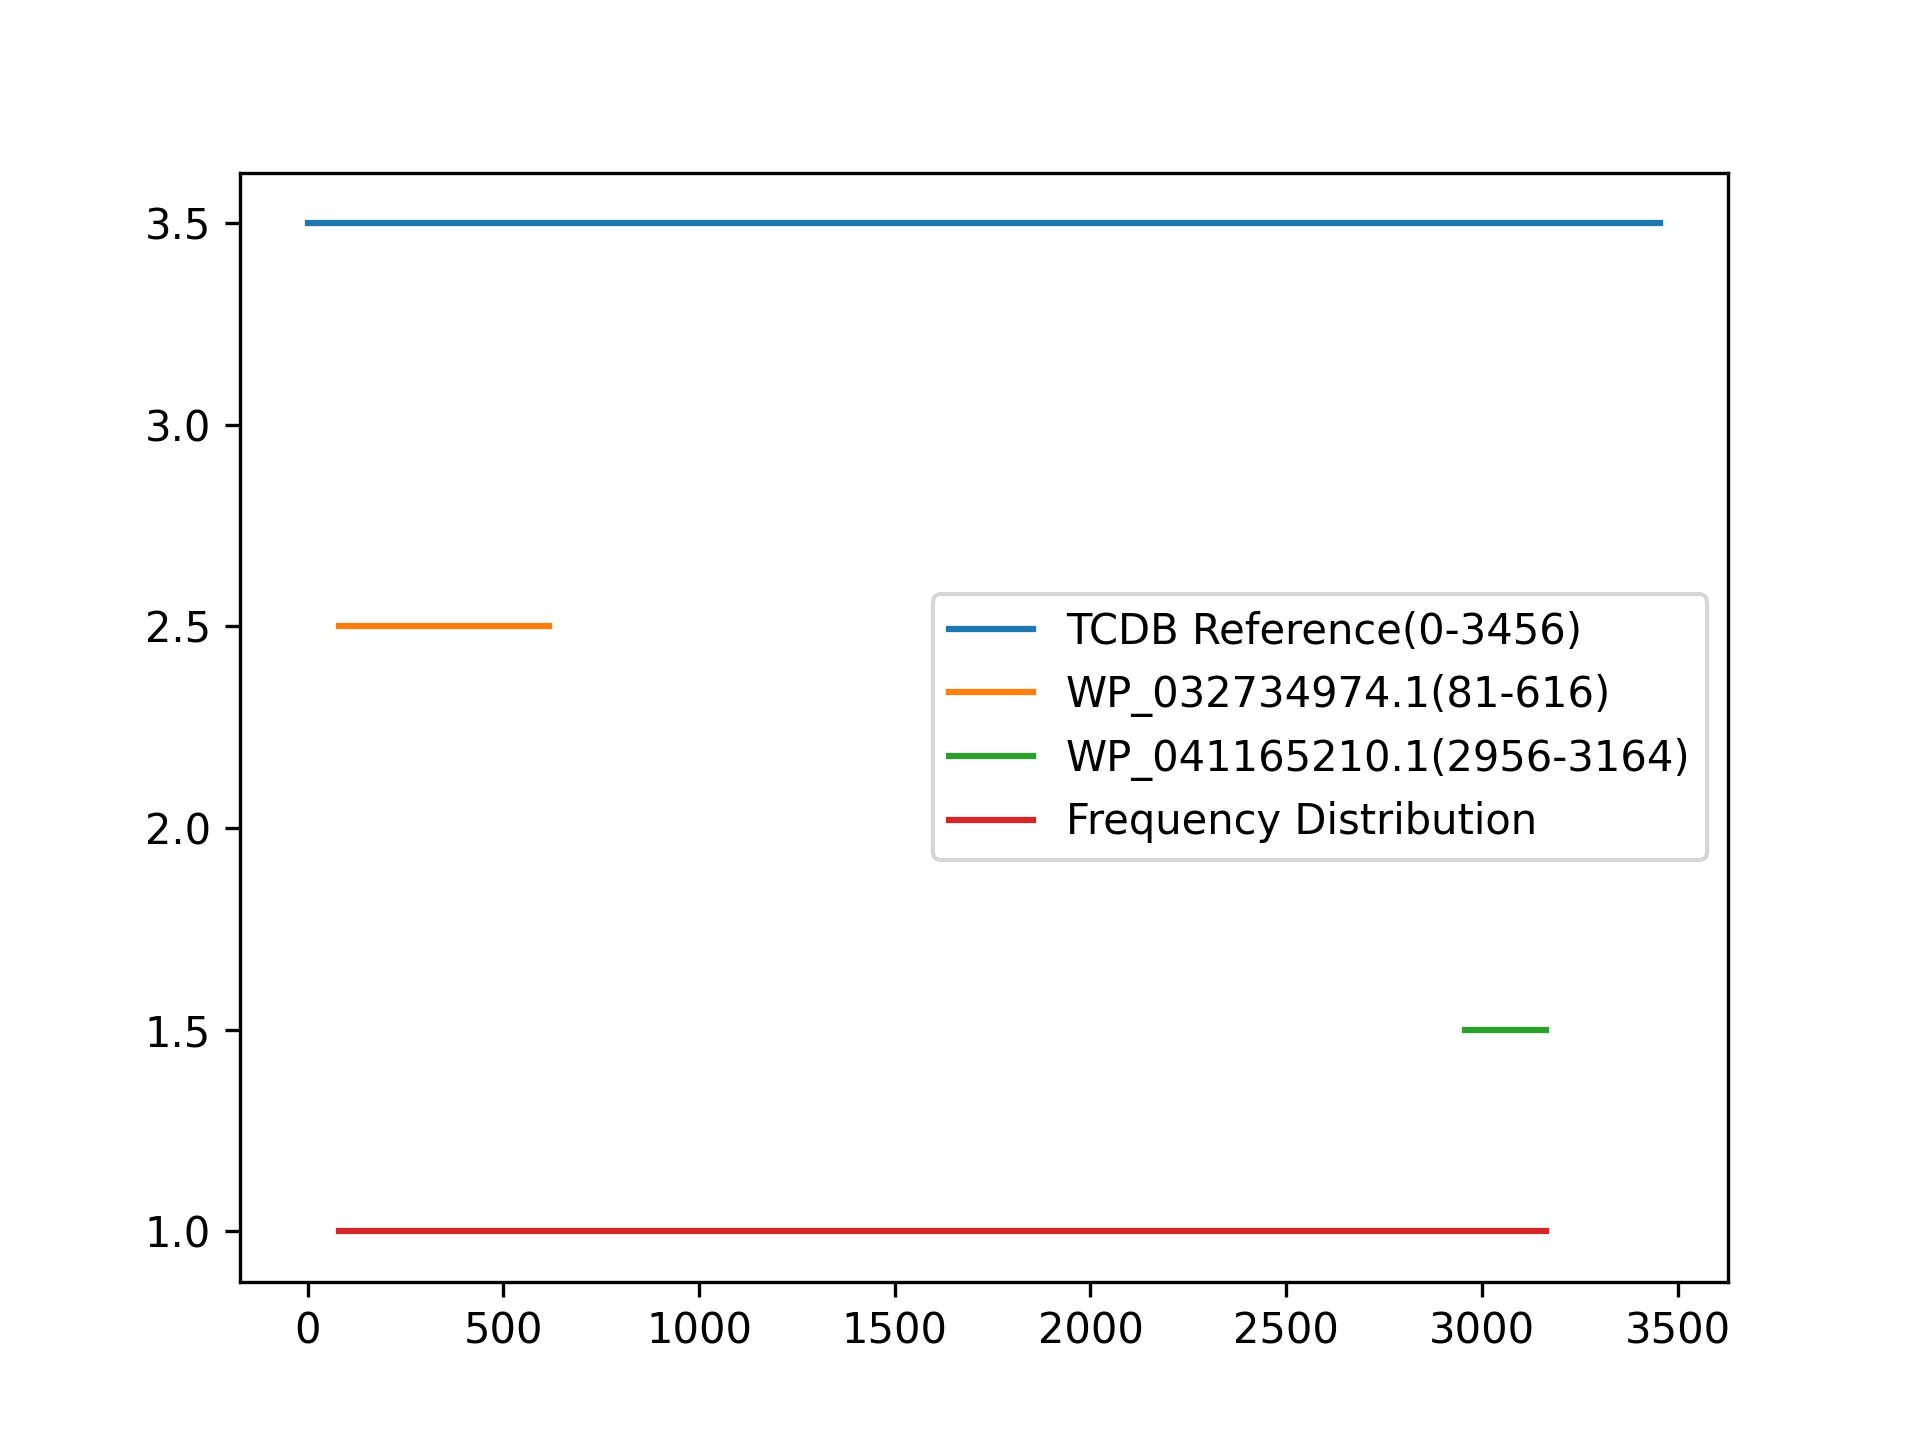 3.5
3.0
2.5
2.0
1.5
1.0
TCDB Reference(0-3456)
WP_032734974.1(81-616)
WP_041165210.1(2956-3164)
Frequency Distribution
0 500 1000 1500 2000 2500 3000 3500